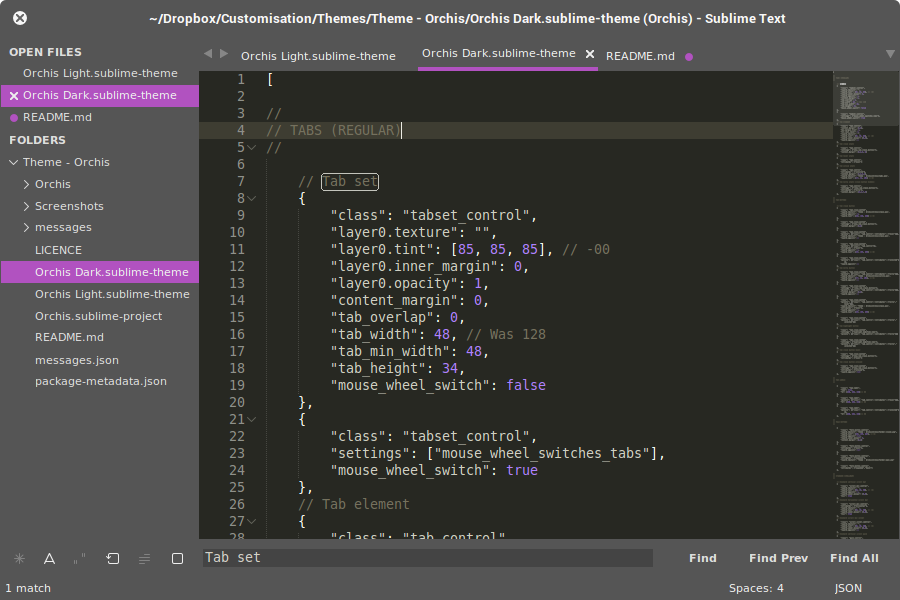 ~/Dropbox/Customisation/Themes/Theme - Orchis/Orchis Dark.sublime-theme (Orchis) - Sublime Text
OPEN FILES
Orchis Light.sublime-theme
Orchis Dark.sublime-theme
README.md
FOLDERS
Theme - Orchis
Orchis
Screenshots
messages
LICENCE
Orchis Dark.sublime-theme
Orchis Light.sublime-theme
Orchis.sublime-project
README.md
messages.json
package-metadata.json
Orchis Light.sublime-theme
Orchis Dark.sublime-theme
README.md
1 [
2
3 //
4 // TABS (REGULAR)
5 //
6
7 // Tab set
8 {
9 "class": "tabset_control",
10 "layer0.texture": "",
11 "layer0.tint": [85, 85, 85], // -00
12 "layer0.inner_margin": 0,
13 "layer0.opacity": 1,
14 "content_margin": 0,
15 "tab_overlap": 0,
16 "tab_width": 48, // Was 128
17 "tab_min_width": 48,
18 "tab_height": 34,
19 "mouse_wheel_switch": false
20 },
21 {
22 "class": "tabset_control",
23 "settings": ["mouse_wheel_switches_tabs"],
24 "mouse_wheel_switch": true
25 },
26 // Tab element
27 {
28 "class": "tab_control"
Tab set
Find
Find Prev
Find All
1 match
Spaces: 4
JSON